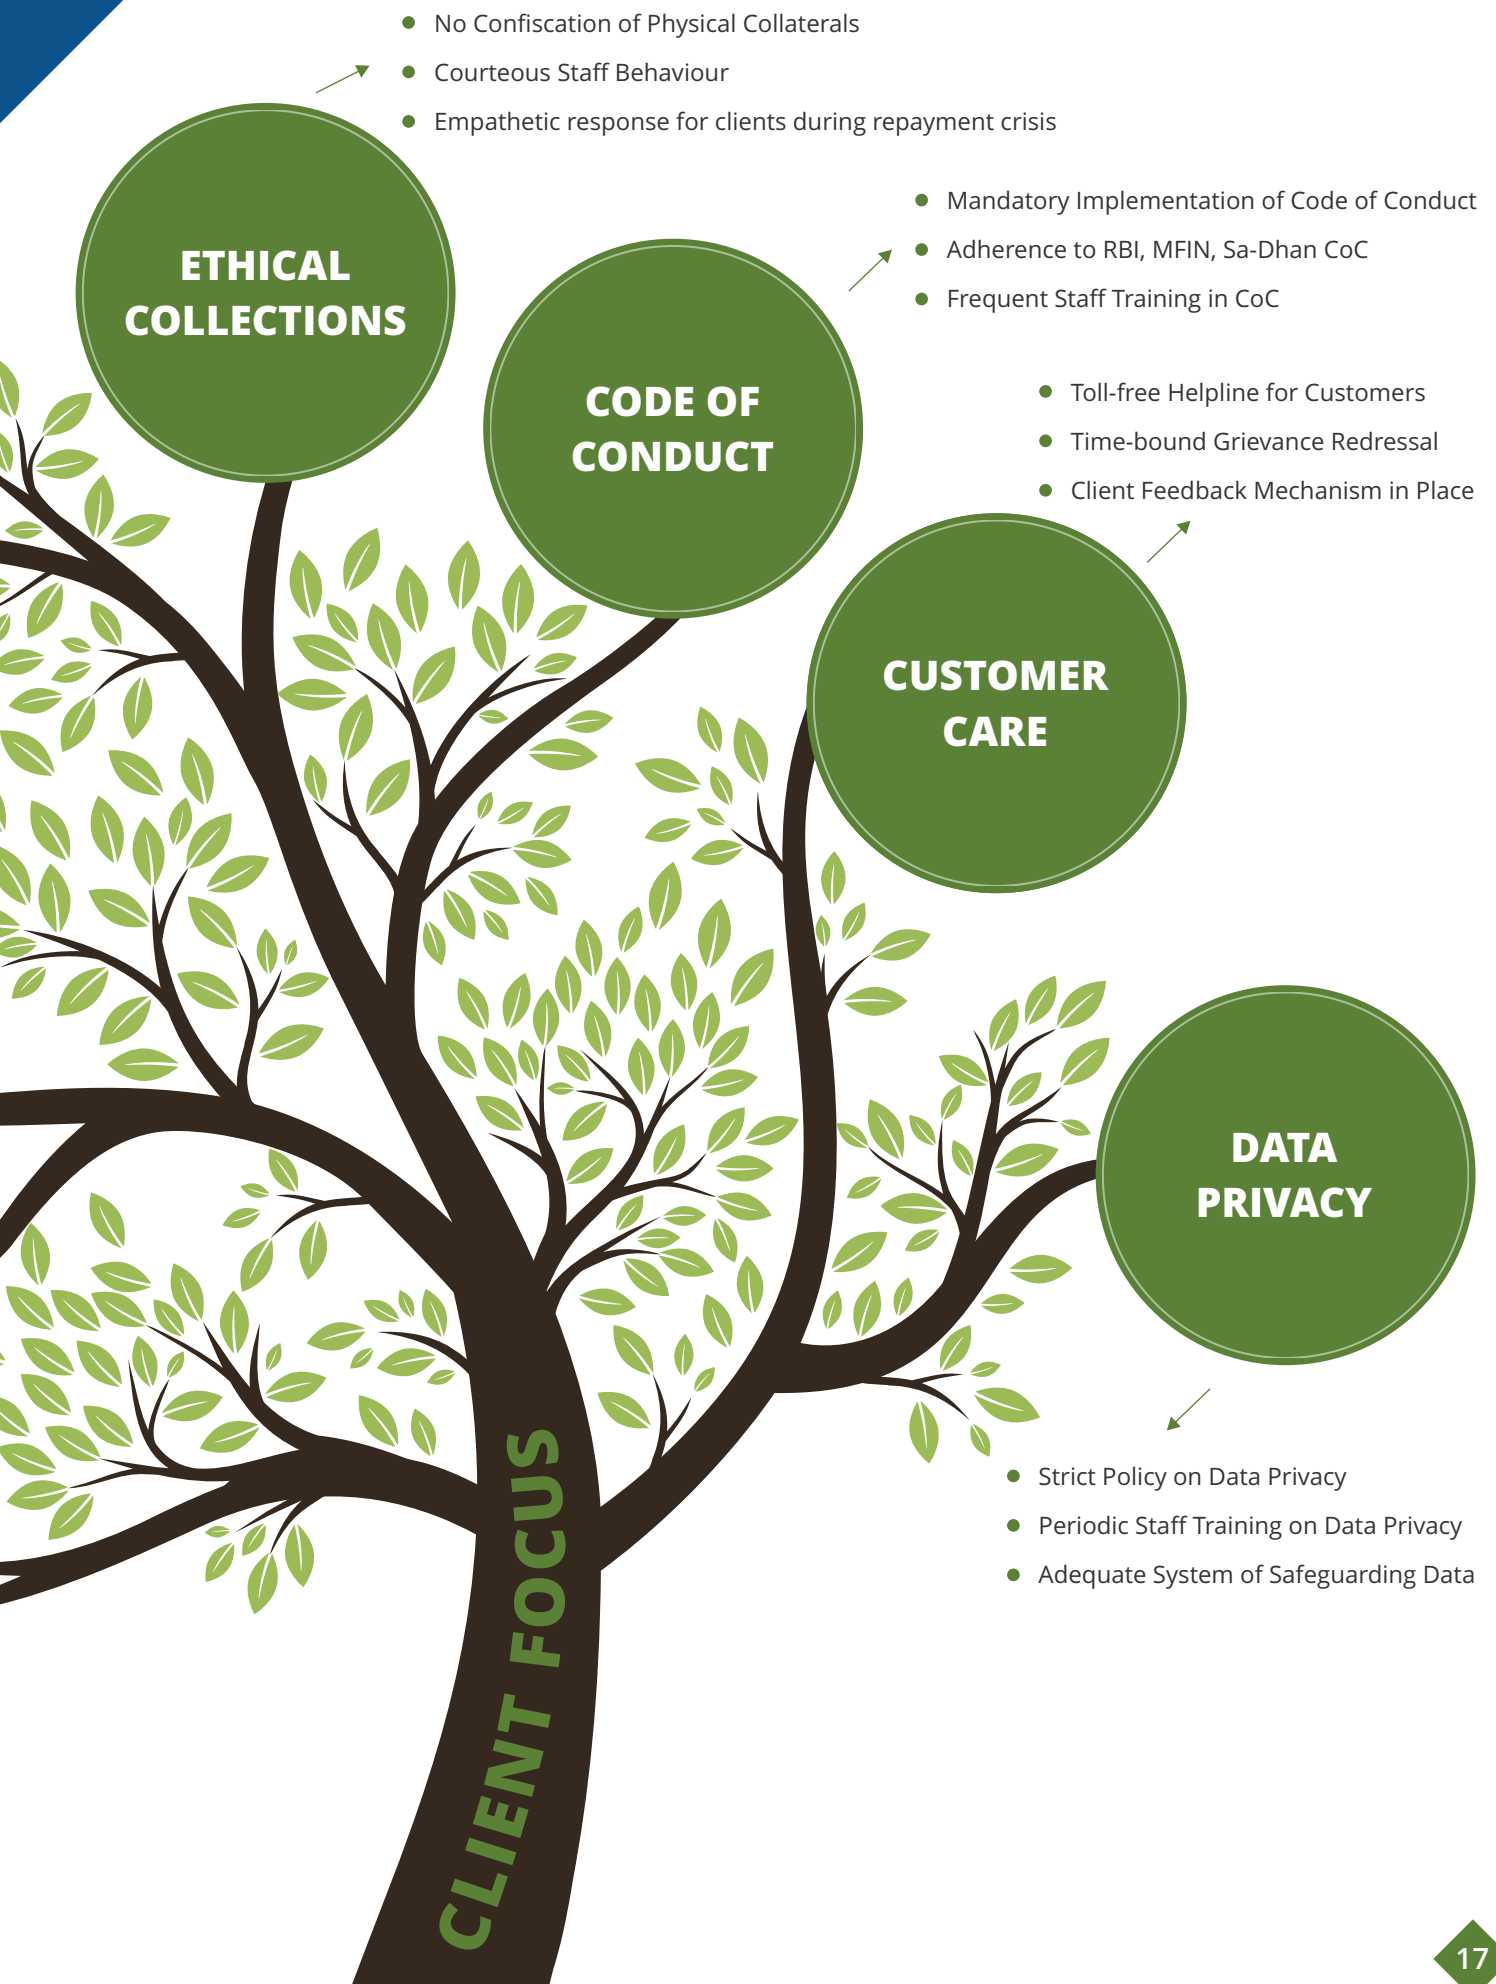 No Confiscation of Physical Collaterals
Courteous Staff Behaviour
Empathetic response for clients during repayment crisis
ETHICAL
COLLECTIONS
Mandatory Implementation of Code of Conduct
Adherence to RBI, MFIN, Sa-Dhan CoC
Frequent Staff Training in CoC
CODE OF
CONDUCT
Toll-free Helpline for Customers
Time-bound Grievance Redressal
Client Feedback Mechanism in Place
CUSTOMER
CARE
DATA
PRIVACY
Strict Policy on Data Privacy
Periodic Staff Training on Data Privacy
Adequate System of Safeguarding Data
CLIENT FOCUS
17